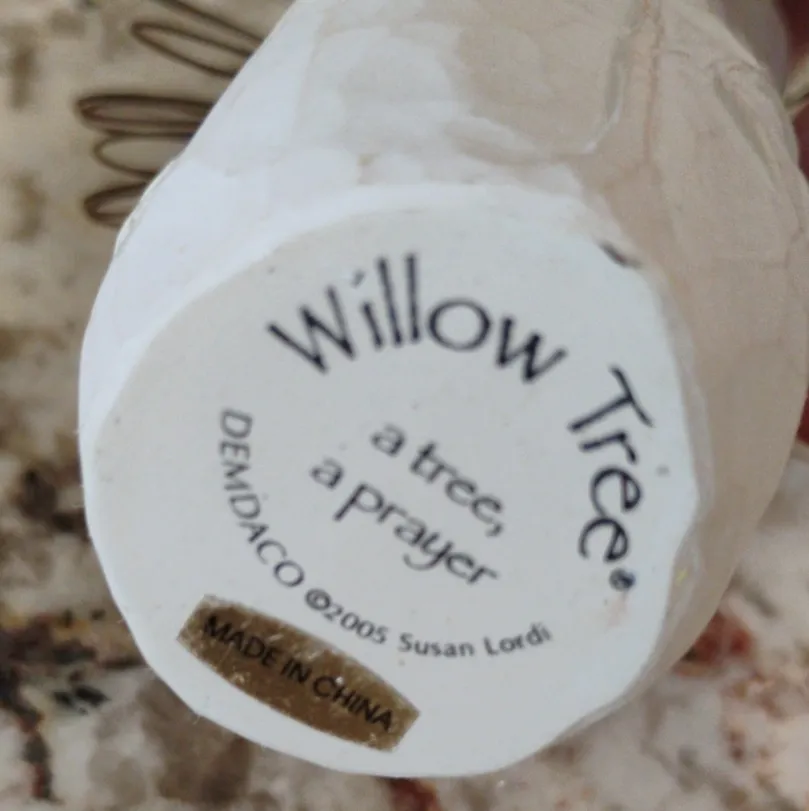 Willow Tree®
a tree,
a prayer
DEMDACO ©2005 Susan Lordi
MADE IN CHINA